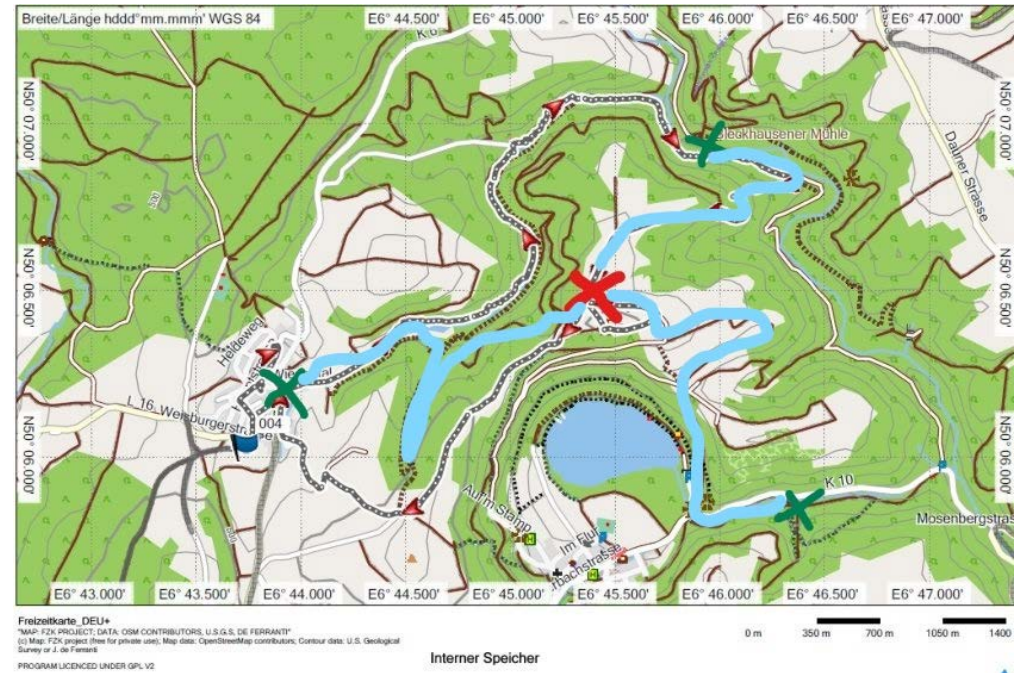 Breite/Länge hddd°mm.mmm' WGS 84
E6° 44.500' E6° 45.000' E6° 45.500' E6° 46.000' E6° 46.500' E6° 47.000'
K 6
N50° 07.000'
N50° 07.000'
Bleckhausener Mühle
Dauner Strasse
400
N50° 06.500'
N50° 06.500'
Heideweg
L 16
004
N50° 06.000'
N50° 06.000'
K 10
Auf'm Stamp
Im Flur
Mosenbergstras
E6° 43.000' E6° 43.500' E6° 44.000' E6° 44.500' E6° 45.000' E6° 45.500' E6° 46.000' E6° 46.500' E6° 47.000'
Freizeitkarte_DEU+
"MAP: FZK PROJECT; DATA: OSM CONTRIBUTORS, U.S.G.S, DE FERRANTI"
(c) Map: FZK project (free for private use); Map data: OpenStreetMap contributors; Contour data: U.S. Geological
Survey or J. de Ferranti
PROGRAM LICENCED UNDER GPL V2
0 m 350 m 700 m 1050 m 1400
Interner Speicher